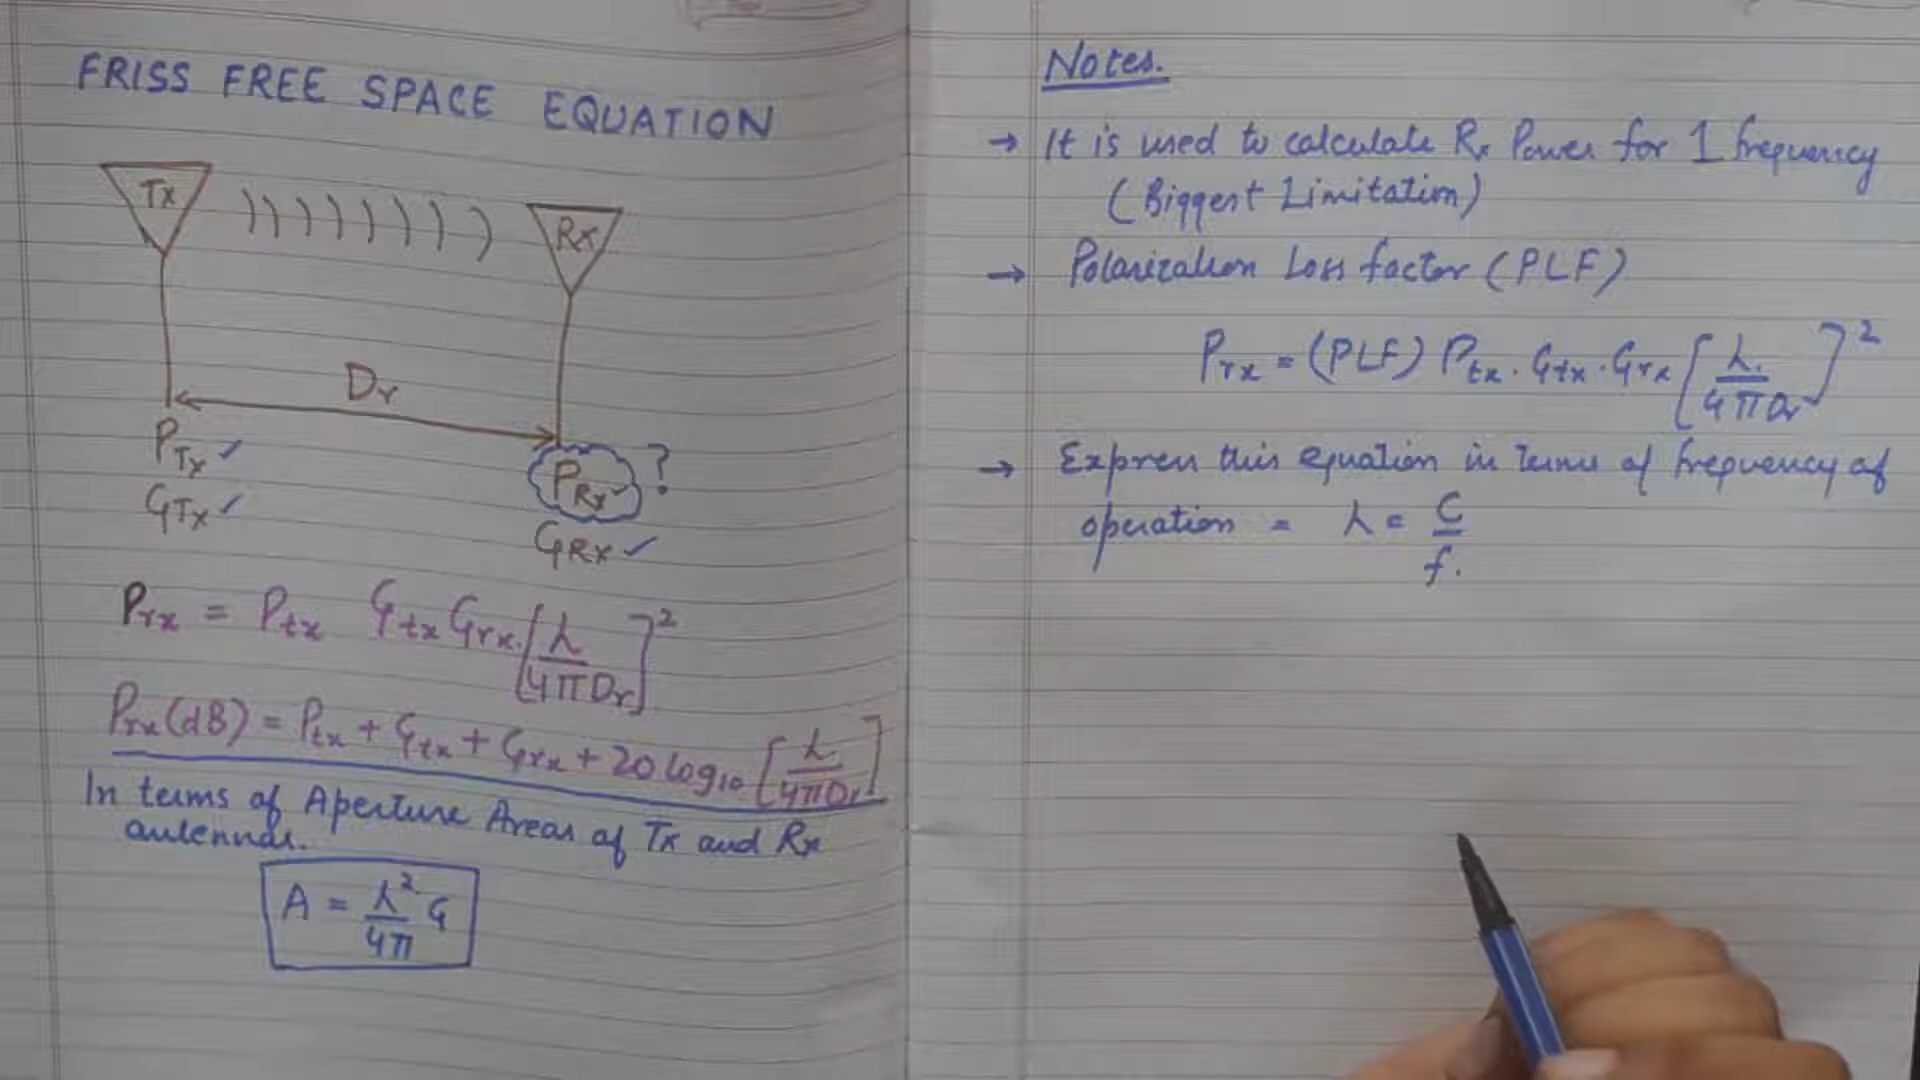 FRISS FREE SPACE EQUATION
Tx
Rx
Dr
PTx ✓
GTx ✓
PRx ?
GRx ✓
Prx = Ptx Gtx Grx. [λ/4πDr]²
Prx (dB) = Ptx + Gtx + Grx + 20 log10 [λ/4πDr]
In terms of Aperture Areas of Tx and Rx
antennas.
A = λ²/4π G
Notes.
→ It is used to calculate Rx Power for 1 frequency
(Biggest Limitation)
→ Polarization Loss factor (PLF)
Prx = (PLF) Ptx . Gtx . Grx [λ/4πDr]²
→ Express this equation in terms of frequency of
operation = λ = c/f.